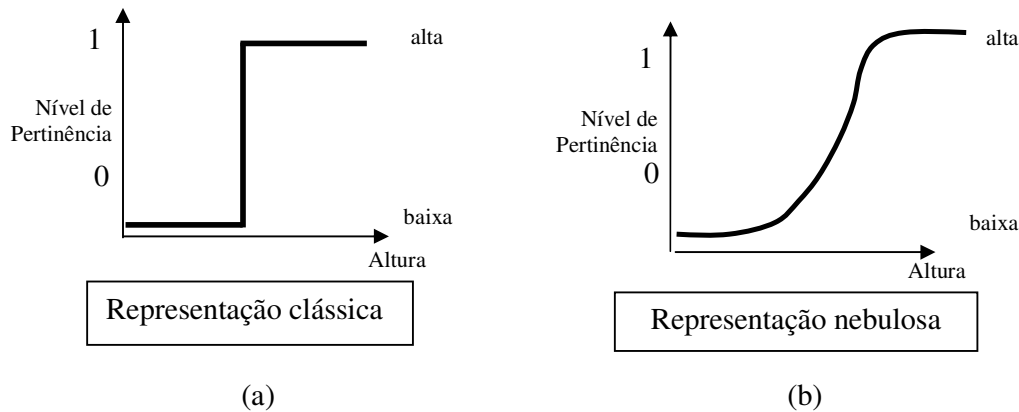 1
alta
Nível de
Pertinência
0
baixa
Altura
Representação clássica
(a)
1
alta
Nível de
Pertinência
0
baixa
Altura
Representação nebulosa
(b)